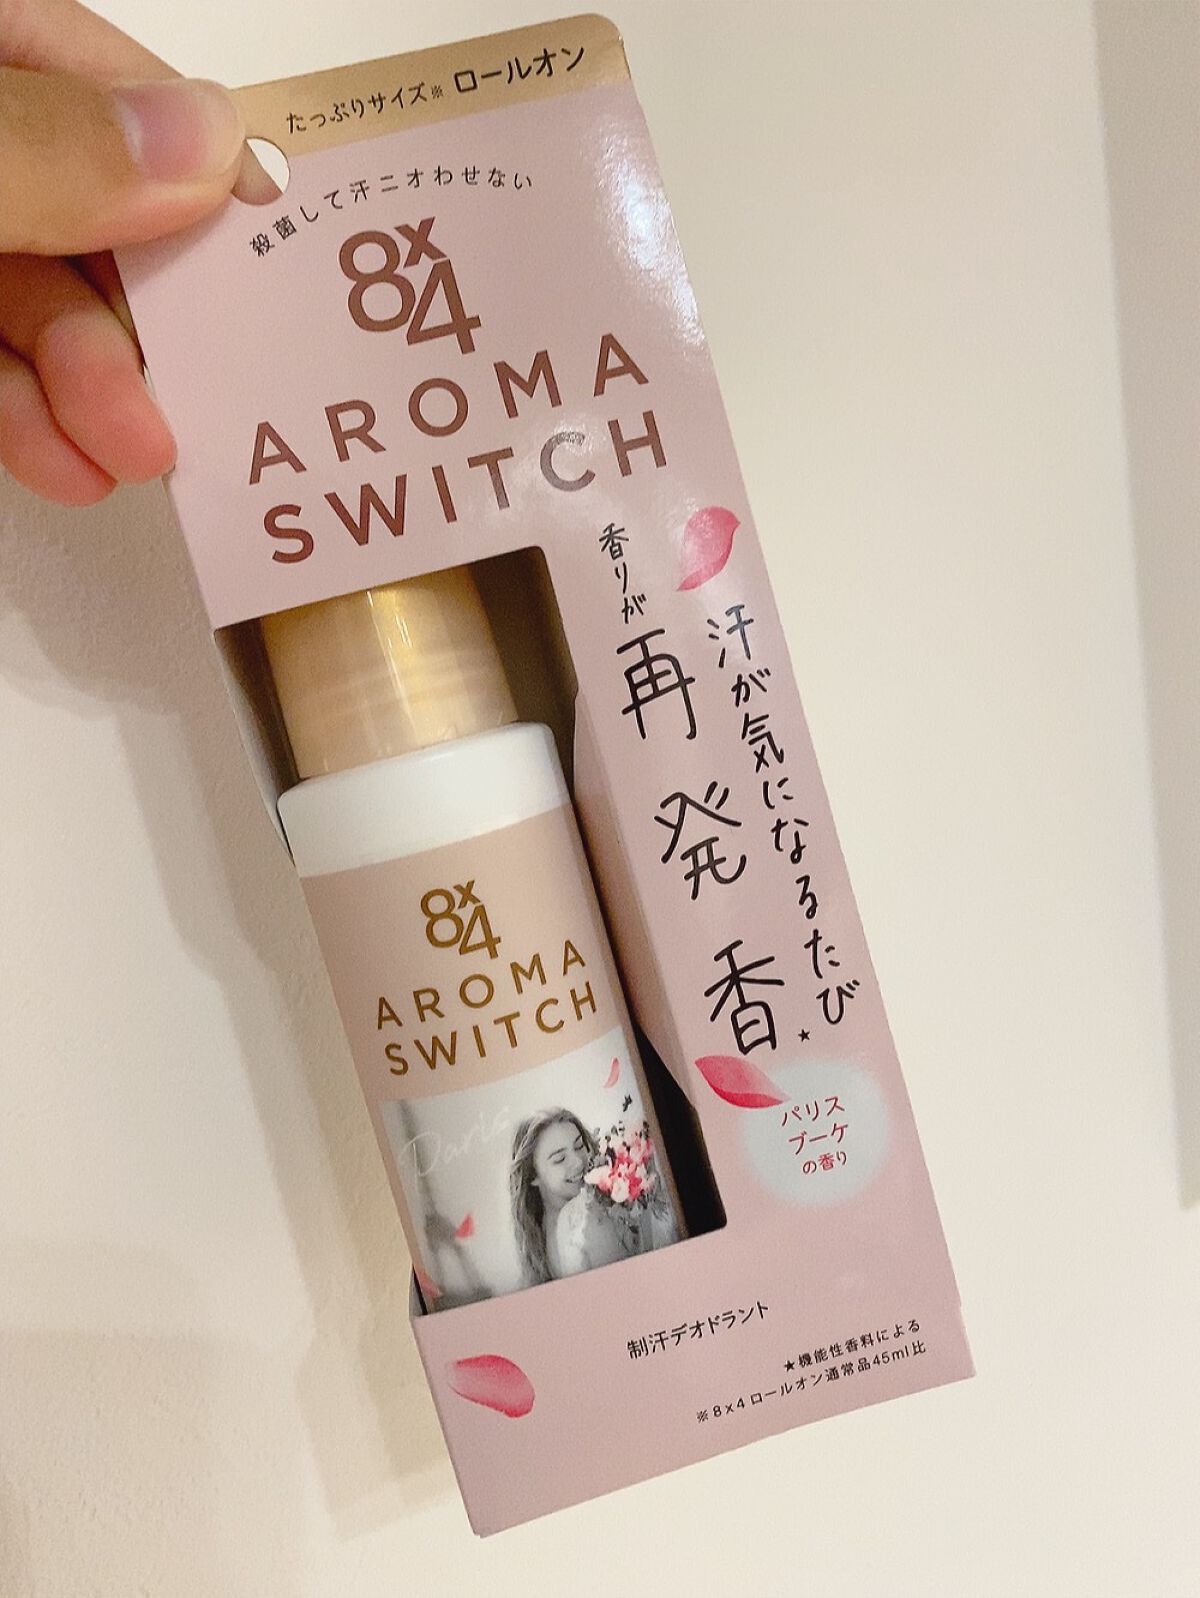 たっぷりサイズ※ ロールオン
殺菌して汗ニオわせない
8x4
AROMA
SWITCH
汗が気になるたび
香りが再発香★
パリス
ブーケ
の香り
8x4
AROMA
SWITCH
Paris
制汗デオドラント
★機能性香料による
※8x4ロールオン通常品45ml比